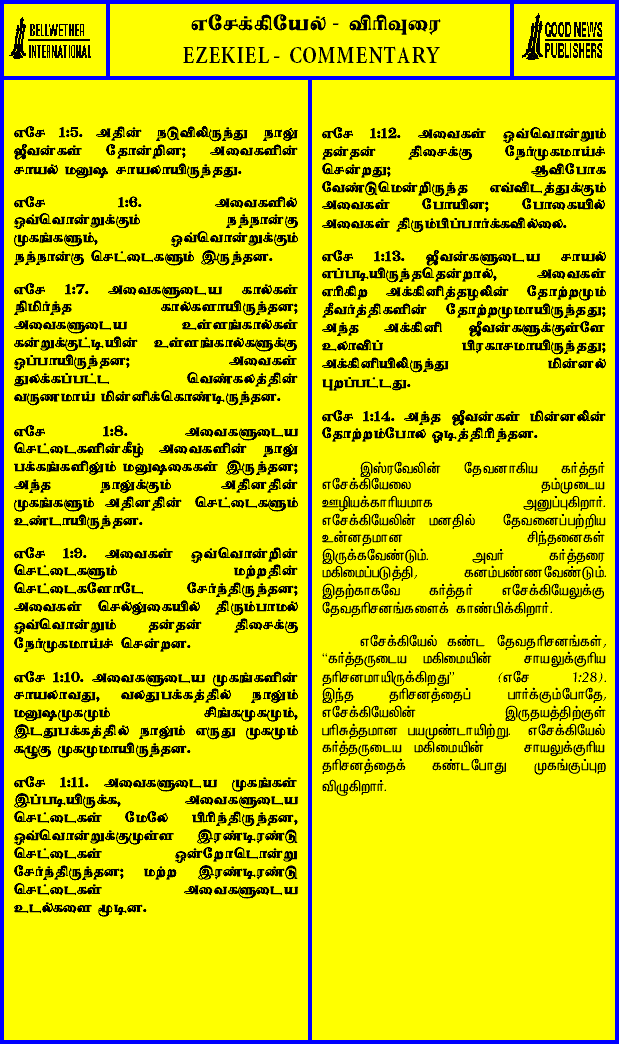 BELLWETHER
INTERNATIONAL
எசேக்கியேல் - விரிவுரை
EZEKIEL - COMMENTARY
GOOD NEWS
PUBLISHERS
எசே 1:5. அதின் நடுவிலிருந்து நாலு
ஜீவன்கள் தோன்றின; அவைகளின்
சாயல் மனுஷ சாயலாயிருந்தது.
எசே 1:6. அவைகளில்
ஒவ்வொன்றுக்கும் நந்நான்கு
முகங்களும், ஒவ்வொன்றுக்கும்
நந்நான்கு செட்டைகளும் இருந்தன.
எசே 1:7. அவைகளுடைய கால்கள்
நிமிர்ந்த கால்களாயிருந்தன;
அவைகளுடைய உள்ளங்கால்கள்
கன்றுக்குட்டியின் உள்ளங்கால்களுக்கு
ஒப்பாயிருந்தன; அவைகள்
துலக்கப்பட்ட வெண்கலத்தின்
வருணமாய் மின்னிக்கொண்டிருந்தன.
எசே 1:8. அவைகளுடைய
செட்டைகளின்கீழ் அவைகளின் நாலு
பக்கங்களிலும் மனுஷகைகள் இருந்தன;
அந்த நாலுக்கும் அதினதின்
முகங்களும் அதினதின் செட்டைகளும்
உண்டாயிருந்தன.
எசே 1:9. அவைகள் ஒவ்வொன்றின்
செட்டைகளும் மற்றதின்
செட்டைகளோடே சேர்ந்திருந்தன;
அவைகள் செல்லுகையில் திரும்பாமல்
ஒவ்வொன்றும் தன்தன் திசைக்கு
நேர்முகமாய்ச் சென்றன.
எசே 1:10. அவைகளுடைய முகங்களின்
சாயலாவது, வலதுபக்கத்தில் நாலும்
மனுஷமுகமும் சிங்கமுகமும்,
இடதுபக்கத்தில் நாலும் எருது முகமும்
கழுகு முகமுமாயிருந்தன.
எசே 1:11. அவைகளுடைய முகங்கள்
இப்படியிருக்க, அவைகளுடைய
செட்டைகள் மேலே பிரிந்திருந்தன,
ஒவ்வொன்றுக்குமுள்ள இரண்டிரண்டு
செட்டைகள் ஒன்றோடொன்று
சேர்ந்திருந்தன; மற்ற இரண்டிரண்டு
செட்டைகள் அவைகளுடைய
உடல்களை மூடின.
எசே 1:12. அவைகள் ஒவ்வொன்றும்
தன்தன் திசைக்கு நேர்முகமாய்ச்
சென்றது; ஆவிபோக
வேண்டுமென்றிருந்த எவ்விடத்துக்கும்
அவைகள் போயின; போகையில்
அவைகள் திரும்பிப்பார்க்கவில்லை.
எசே 1:13. ஜீவன்களுடைய சாயல்
எப்படியிருந்ததென்றால், அவைகள்
எரிகிற அக்கினித்தழலின் தோற்றமும்
தீவர்த்திகளின் தோற்றமுமாயிருந்தது;
அந்த அக்கினி ஜீவன்களுக்குள்ளே
உலாவிப் பிரகாசமாயிருந்தது;
அக்கினியிலிருந்து மின்னல்
புறப்பட்டது.
எசே 1:14. அந்த ஜீவன்கள் மின்னலின்
தோற்றம்போல ஓடித்திரிந்தன.
இஸ்ரவேலின் தேவனாகிய கர்த்தர்
எசேக்கியேலை தம்முடைய
ஊழியக்காரியமாக அனுப்புகிறார்.
எசேக்கியேலின் மனதில் தேவனைப்பற்றிய
உன்னதமான சிந்தனைகள்
இருக்கவேண்டும். அவர் கர்த்தரை
மகிமைப்படுத்தி, கனம்பண்ணவேண்டும்.
இதற்காகவே கர்த்தர் எசேக்கியேலுக்கு
தேவதரிசனங்களைக் காண்பிக்கிறார்.
எசேக்கியேல் கண்ட தேவதரிசனங்கள்,
“கர்த்தருடைய மகிமையின் சாயலுக்குரிய
தரிசனமாயிருக்கிறது” (எசே 1:28).
இந்த தரிசனத்தைப் பார்க்கும்போதே,
எசேக்கியேலின் இருதயத்திற்குள்
பரிசுத்தமான பயமுண்டாயிற்று. எசேக்கியேல்
கர்த்தருடைய மகிமையின் சாயலுக்குரிய
தரிசனத்தைக் கண்டபோது முகங்குப்புற
விழுகிறார்.